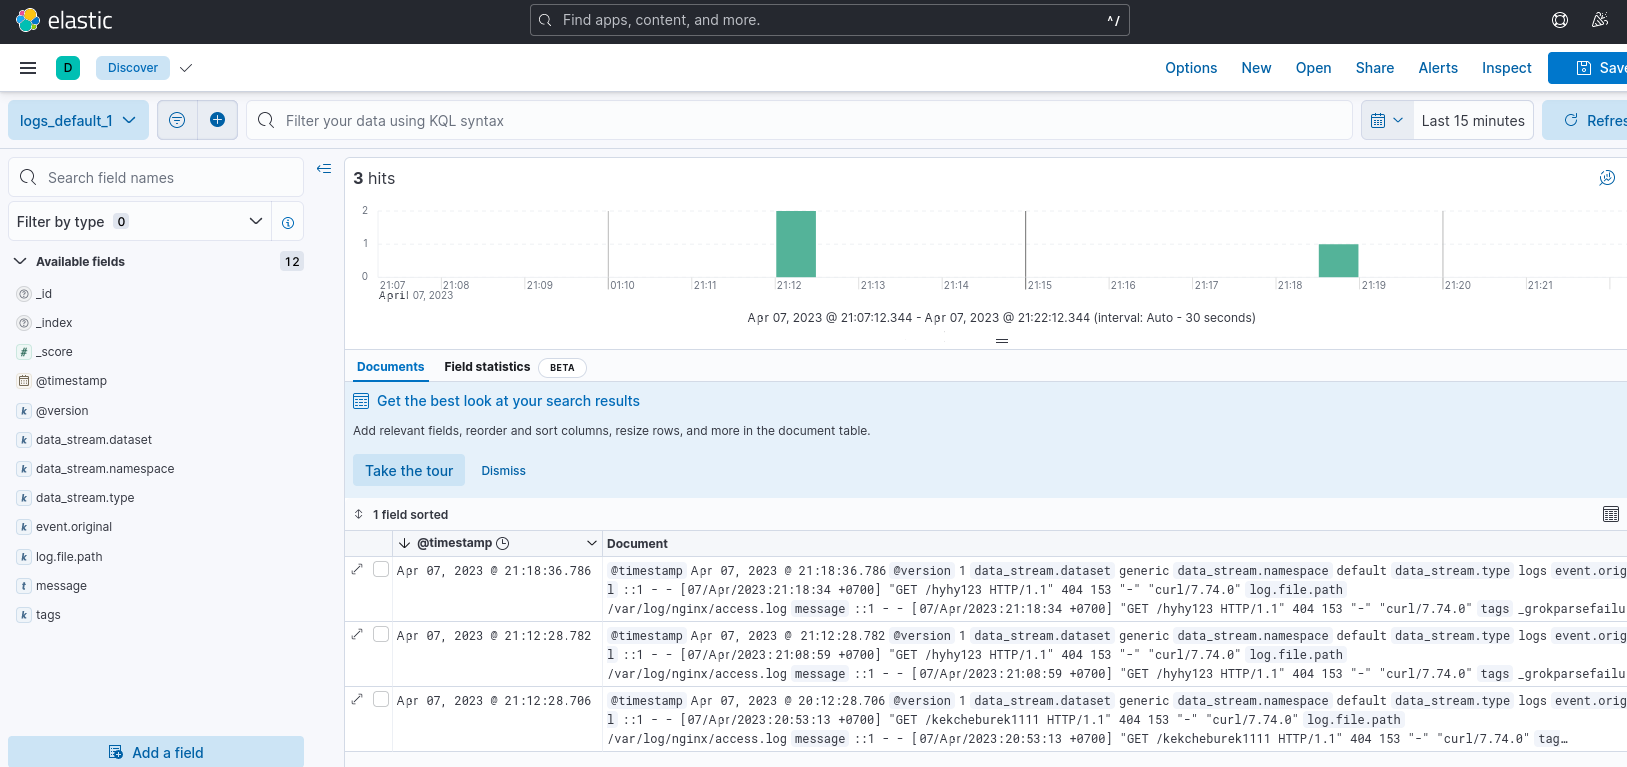 elastic
Find apps, content, and more.
^/
D
Discover
Options
New
Open
Share
Alerts
Inspect
Save
logs_default_1
Filter your data using KQL syntax
Last 15 minutes
Refres
Search field names
Filter by type 0
Available fields 12
_id
_index
_score
@timestamp
@version
data_stream.dataset
data_stream.namespace
data_stream.type
event.original
log.file.path
message
tags
Add a field
3 hits
2
1
0
21:07 21:08 21:09 01:10 21:11 21:12 21:13 21:14 21:15 21:16 21:17 21:18 21:19 21:20 21:21
April 07, 2023
Apr 07, 2023 @ 21:07:12.344 - Apr 07, 2023 @ 21:22:12.344 (interval: Auto - 30 seconds)
Documents
Field statistics
BETA
Get the best look at your search results
Add relevant fields, reorder and sort columns, resize rows, and more in the document table.
Take the tour
Dismiss
1 field sorted
@timestamp
Document
Apr 07, 2023 @ 21:18:36.786
@timestamp Apr 07, 2023 @ 21:18:36.786 @version 1 data_stream.dataset generic data_stream.namespace default data_stream.type logs event.orig
l ::1 - - [07/Apr/2023:21:18:34 +0700] "GET /hyhy123 HTTP/1.1" 404 153 "-" "curl/7.74.0" log.file.path
/var/log/nginx/access.log message ::1 - - [07/Apr/2023:21:18:34 +0700] "GET /hyhy123 HTTP/1.1" 404 153 "-" "curl/7.74.0" tags _grokparsefailu
Apr 07, 2023 @ 21:12:28.782
@timestamp Apr 07, 2023 @ 21:12:28.782 @version 1 data_stream.dataset generic data_stream.namespace default data_stream.type logs event.orig
l ::1 - - [07/Apr/2023:21:08:59 +0700] "GET /hyhy123 HTTP/1.1" 404 153 "-" "curl/7.74.0" log.file.path
/var/log/nginx/access.log message ::1 - - [07/Apr/2023:21:08:59 +0700] "GET /hyhy123 HTTP/1.1" 404 153 "-" "curl/7.74.0" tags _grokparsefailu
Apr 07, 2023 @ 21:12:28.706
@timestamp Apr 07, 2023 @ 20:12:28.706 @version 1 data_stream.dataset generic data_stream.namespace default data_stream.type logs event.orig
l ::1 - - [07/Apr/2023:20:53:13 +0700] "GET /kekcheburek1111 HTTP/1.1" 404 153 "-" "curl/7.74.0" log.file.path
/var/log/nginx/access.log message ::1 - - [07/Apr/2023:20:53:13 +0700] "GET /kekcheburek1111 HTTP/1.1" 404 153 "-" "curl/7.74.0" tag…